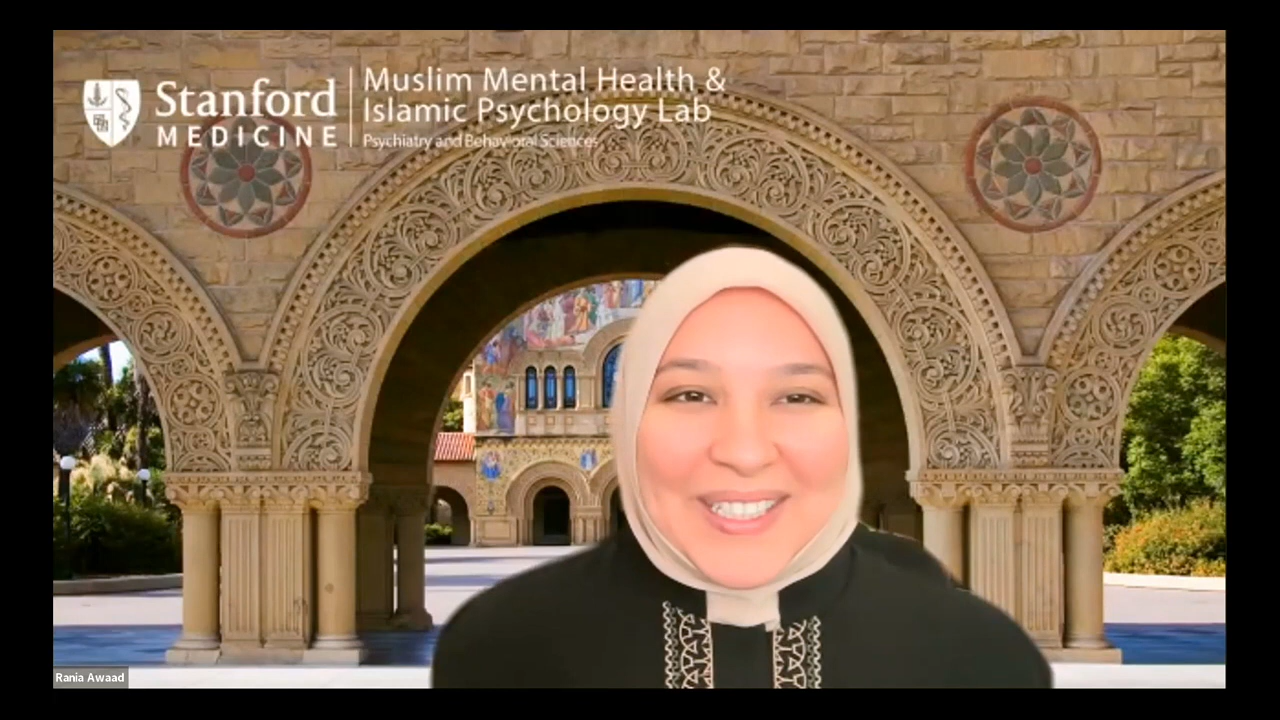 Stanford
MEDICINE
Muslim Mental Health &
Islamic Psychology Lab
Psychiatry and Behavioral Sciences
Rania Awaad